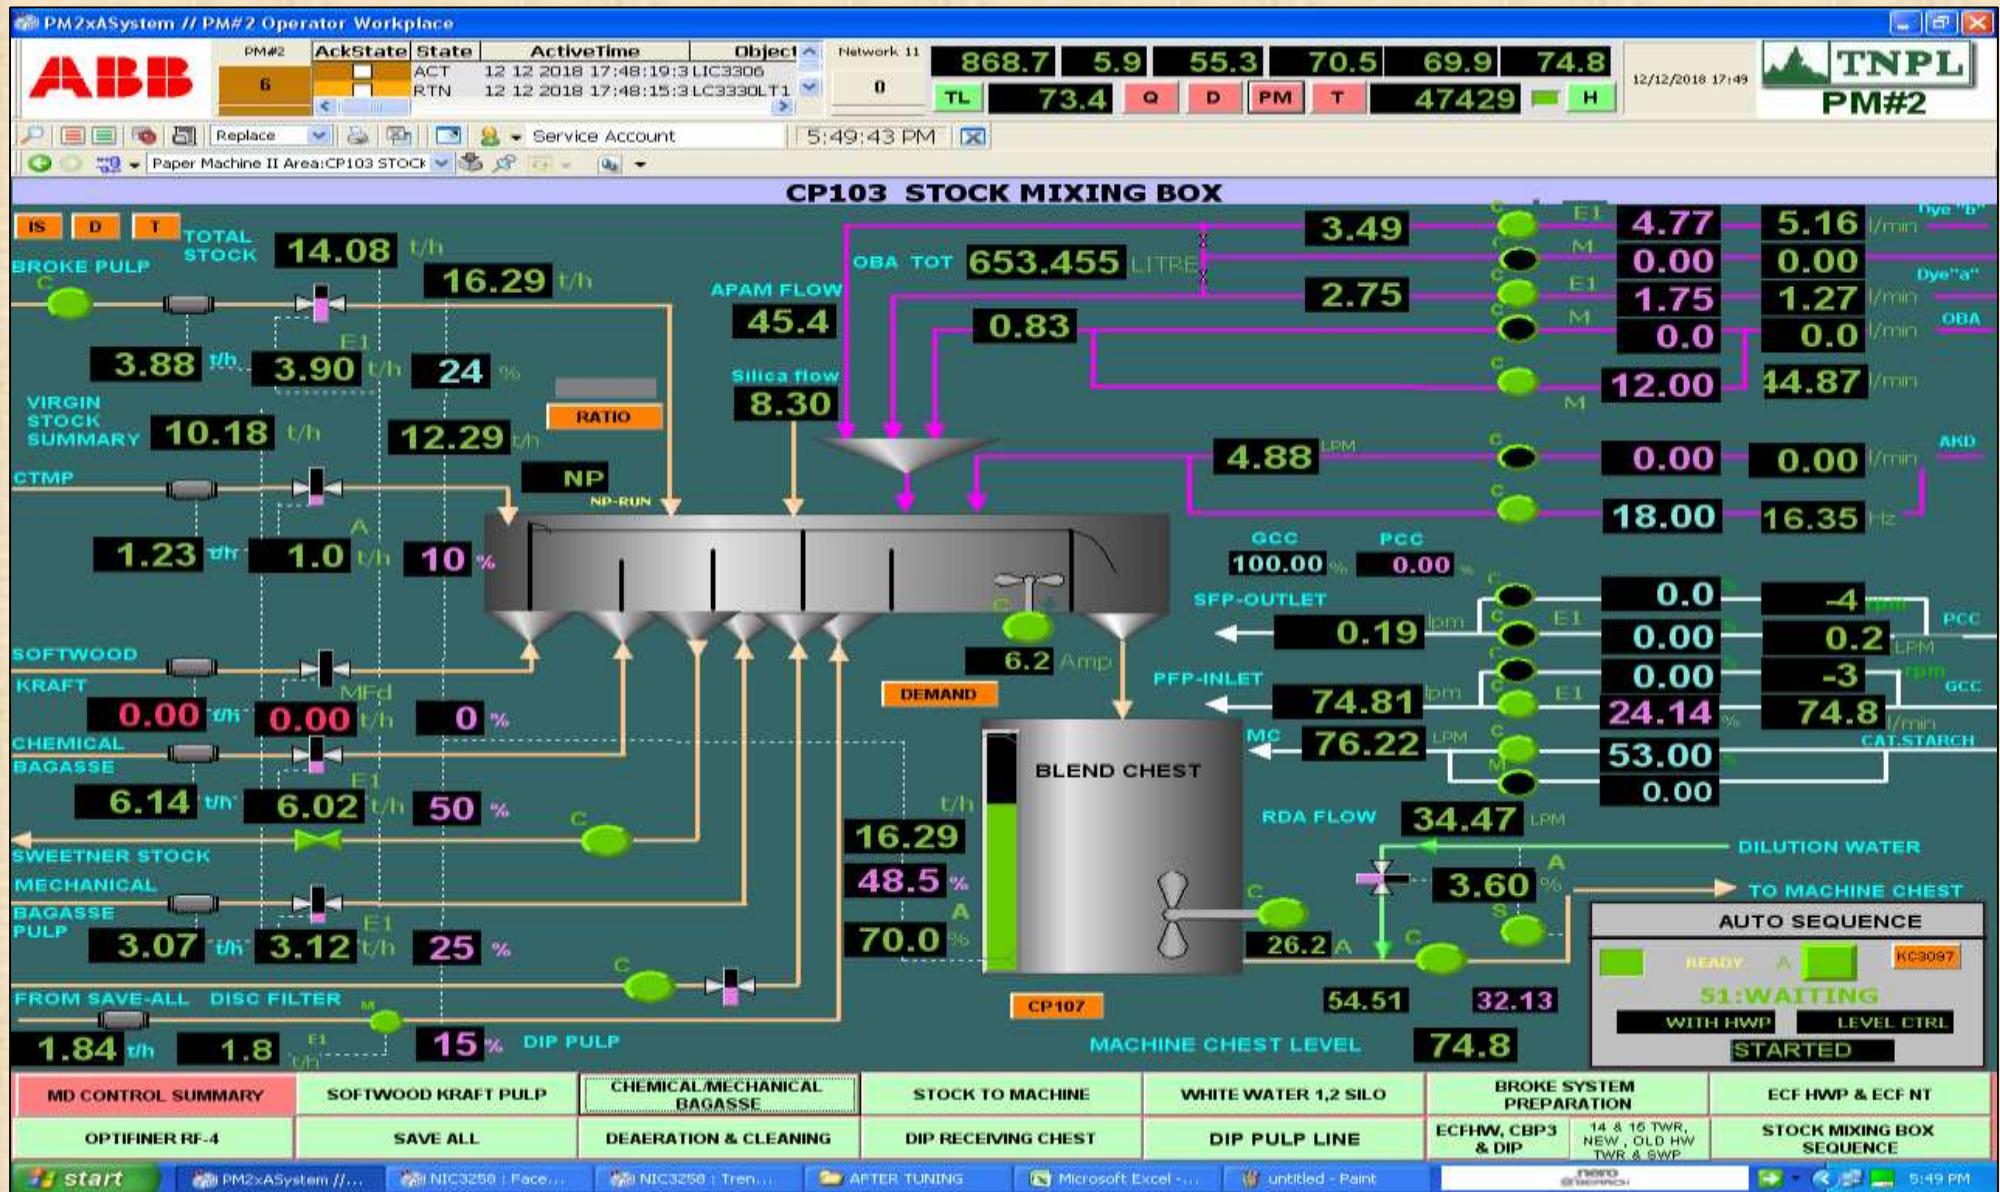 PM2xASystem // PM#2 Operator Workplace
ABB
PM#2
6
AckState State ActiveTime Object
ACT 12 12 2018 17:48:19:3 LIC3306
RTN 12 12 2018 17:48:15:3 LC3330LT1
Network 11
0
868.7 5.9 55.3 70.5 69.9 74.8
TL 73.4 Q D PM T 47429 H
12/12/2018 17:49
TNPL
PM#2
Replace
Service Account
5:49:43 PM
Paper Machine II Area:CP103 STOCK
CP103 STOCK MIXING BOX
IS D T
TOTAL
STOCK
14.08 t/h
16.29 t/h
BROKE PULP
C
E1
3.88 t/h 3.90 t/h 24 %
VIRGIN
STOCK
SUMMARY
10.18 t/h 12.29 t/h
RATIO
CTMP
NP
NP-RUN
A
1.23 t/h 1.0 t/h 10 %
SOFTWOOD
KRAFT
MFd
0.00 t/h 0.00 t/h 0 %
CHEMICAL
BAGASSE
E1
6.14 t/h 6.02 t/h 50 %
C
SWEETNER STOCK
MECHANICAL
BAGASSE
PULP
E1
3.07 t/h 3.12 t/h 25 %
C
FROM SAVE-ALL DISC FILTER
M
1.84 t/h 1.8 E1 t/h 15 % DIP PULP
APAM FLOW
45.4
Silica flow
8.30
OBA TOT 653.455 LITRE
3.49
2.75
0.83
C E1 4.77 5.16 l/min Dye "b"
C M 0.00 0.00
Dye"a"
C E1 1.75 1.27 l/min
C M 0.0 0.0 l/min OBA
C M 12.00 44.87 l/min
4.88 LPM
C 0.00 0.00 l/min AKD
C 18.00 16.35 Hz
GCC PCC
100.00 % 0.00 %
SFP-OUTLET
0.19 lpm
C 0.0 -4 rpm
C E1 0.00 0.2 LPM PCC
PFP-INLET
74.81 lpm
C 0.00 -3 rpm
C E1 24.14 % 74.8 l/min GCC
MC 76.22 LPM
C 53.00 CAT.STARCH
M 0.00
C
6.2 Amp
DEMAND
BLEND CHEST
t/h
16.29
48.5 %
A
70.0 %
C
26.2 A
RDA FLOW 34.47 LPM
DILUTION WATER
A
3.60 %
TO MACHINE CHEST
S
C
CP107
54.51 32.13
MACHINE CHEST LEVEL 74.8
AUTO SEQUENCE
READY A KC3097
51:WAITING
WITH HWP LEVEL CTRL
STARTED
MD CONTROL SUMMARY
SOFTWOOD KRAFT PULP
CHEMICAL/MECHANICAL
BAGASSE
STOCK TO MACHINE
WHITE WATER 1,2 SILO
BROKE SYSTEM
PREPARATION
ECF HWP & ECF NT
OPTIFINER RF-4
SAVE ALL
DEAERATION & CLEANING
DIP RECEIVING CHEST
DIP PULP LINE
ECFHW, CBP3
& DIP
14 & 15 TWR,
NEW , OLD HW
TWR & SWP
STOCK MIXING BOX
SEQUENCE
start
PM2xASystem //...
NIC3250 : Face...
NIC3250 : Tren...
AFTER TUNING
Microsoft Excel -...
untitled - Paint
nero
SEARCH
5:49 PM